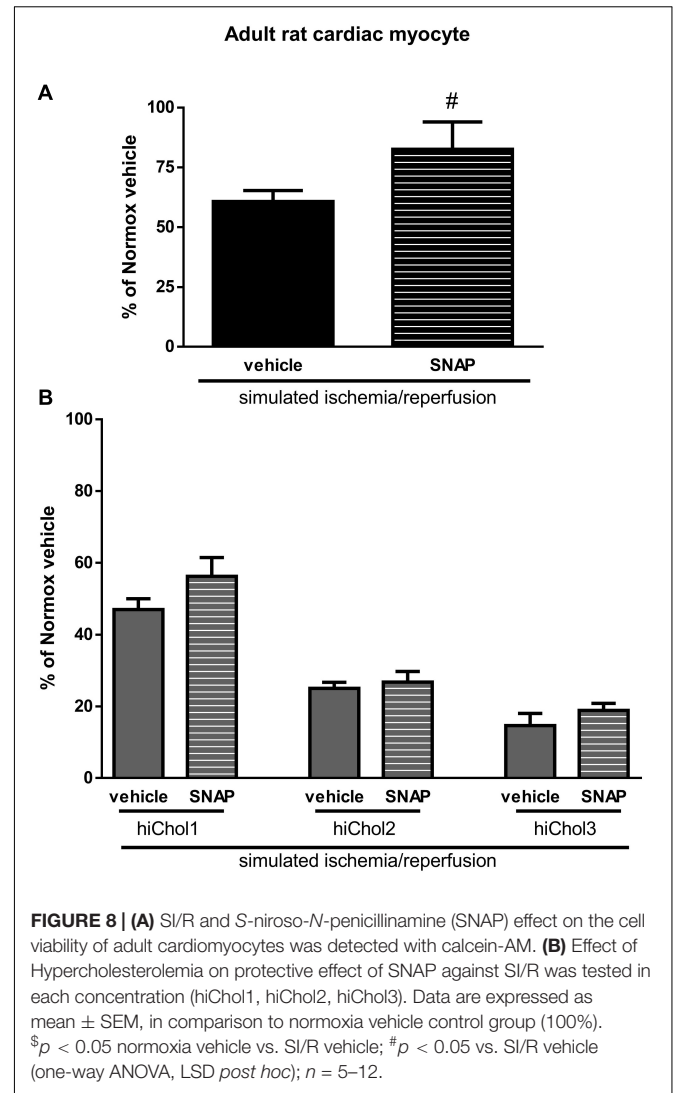 Adult rat cardiac myocyte
A
#
100
75
50
25
0
% of Normox vehicle
vehicle SNAP
simulated ischemia/reperfusion
B
100
80
60
40
20
0
% of Normox vehicle
vehicle SNAP vehicle SNAP vehicle SNAP
hiChol1 hiChol2 hiChol3
simulated ischemia/reperfusion
FIGURE 8 | (A) SI/R and S-niroso-N-penicillinamine (SNAP) effect on the cell
viability of adult cardiomyocytes was detected with calcein-AM. (B) Effect of
Hypercholesterolemia on protective effect of SNAP against SI/R was tested in
each concentration (hiChol1, hiChol2, hiChol3). Data are expressed as
mean ± SEM, in comparison to normoxia vehicle control group (100%).
$p < 0.05 normoxia vehicle vs. SI/R vehicle; #p < 0.05 vs. SI/R vehicle
(one-way ANOVA, LSD post hoc); n = 5–12.